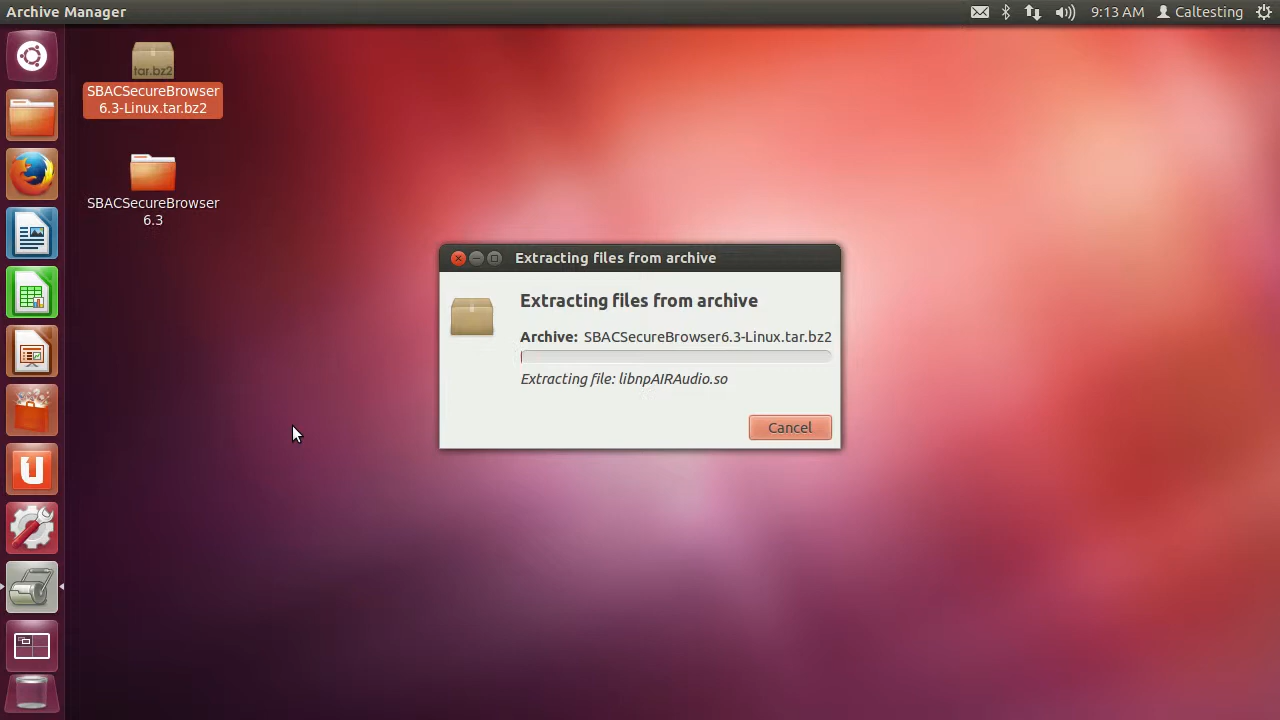 Archive Manager
9:13 AM Caltesting
tar.bz2
SBACSecureBrowser
6.3-Linux.tar.bz2
SBACSecureBrowser
6.3
Extracting files from archive
Extracting files from archive
Archive: SBACSecureBrowser6.3-Linux.tar.bz2
Extracting file: libnpAIRAudio.so
Cancel